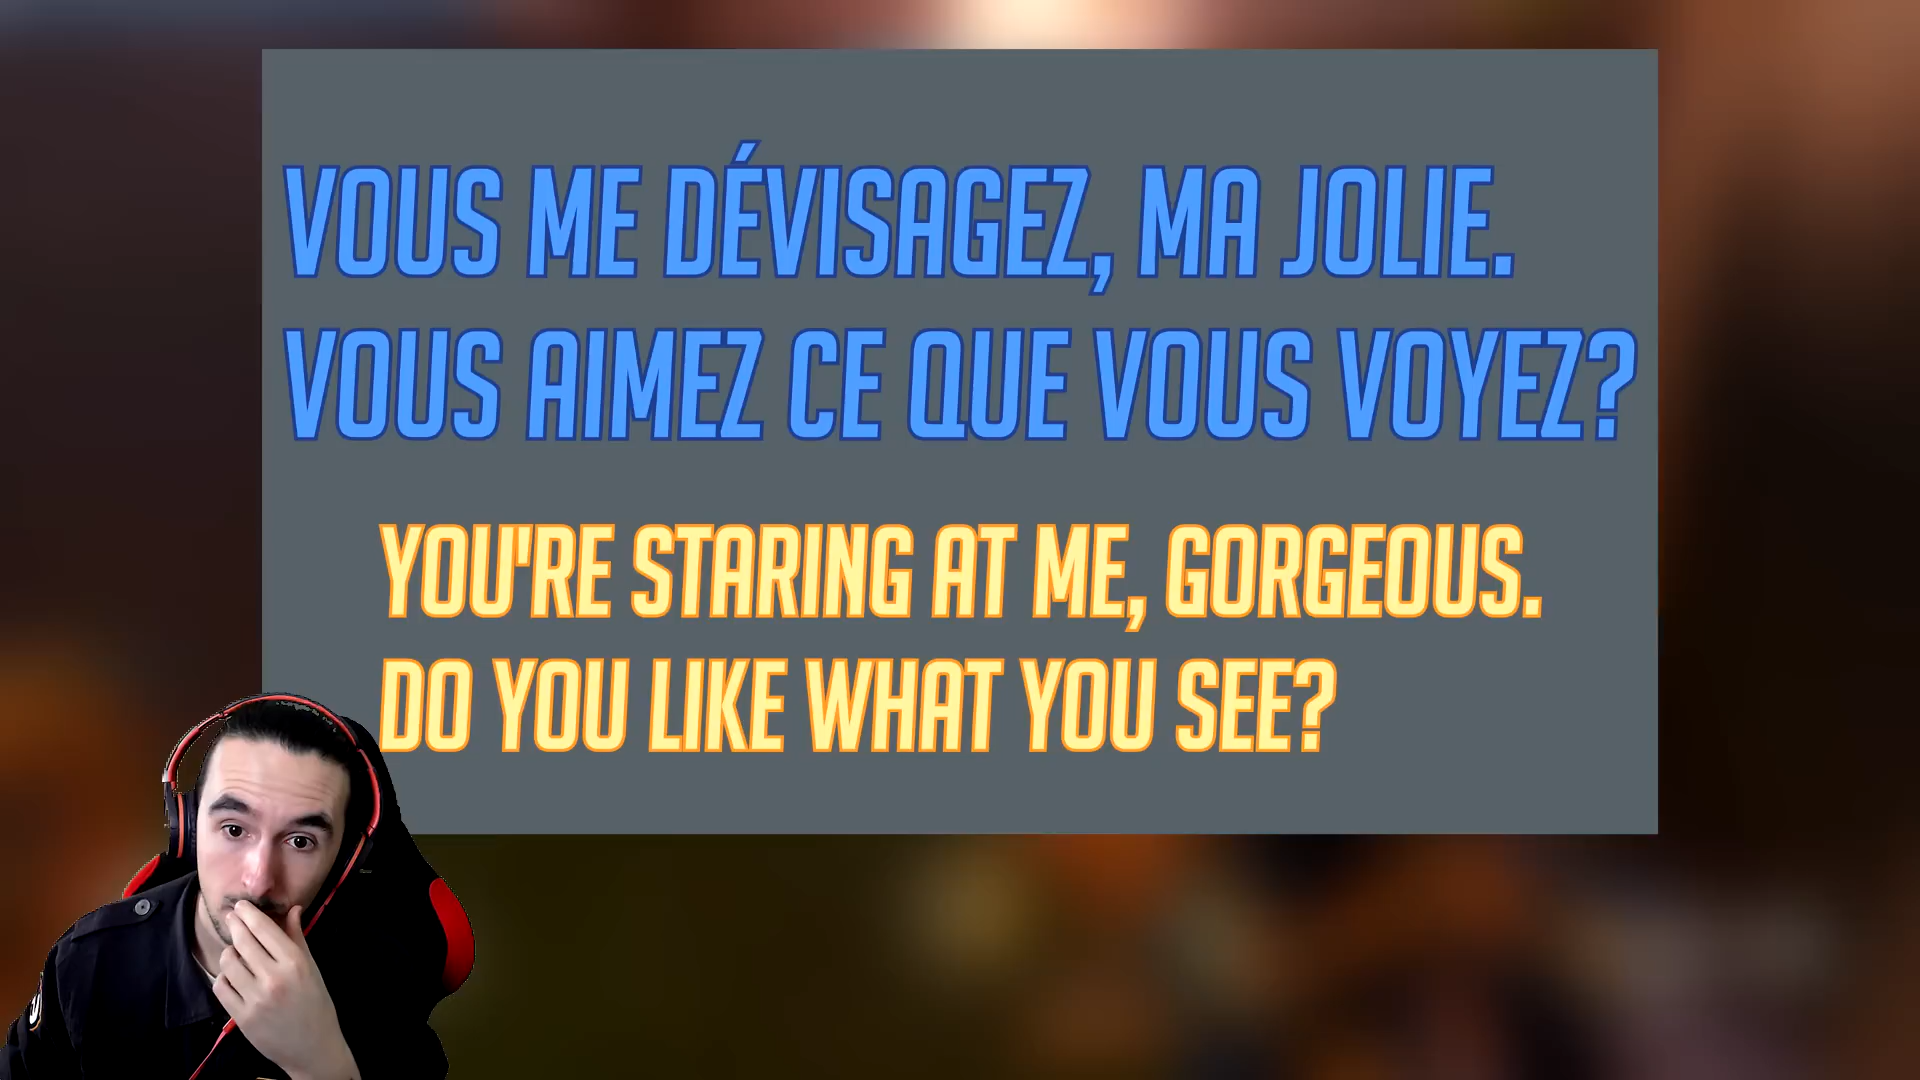 VOUS ME DÉVISAGEZ, MA JOLIE.
VOUS AIMEZ CE QUE VOUS VOYEZ?
YOU'RE STARING AT ME, GORGEOUS.
DO YOU LIKE WHAT YOU SEE?